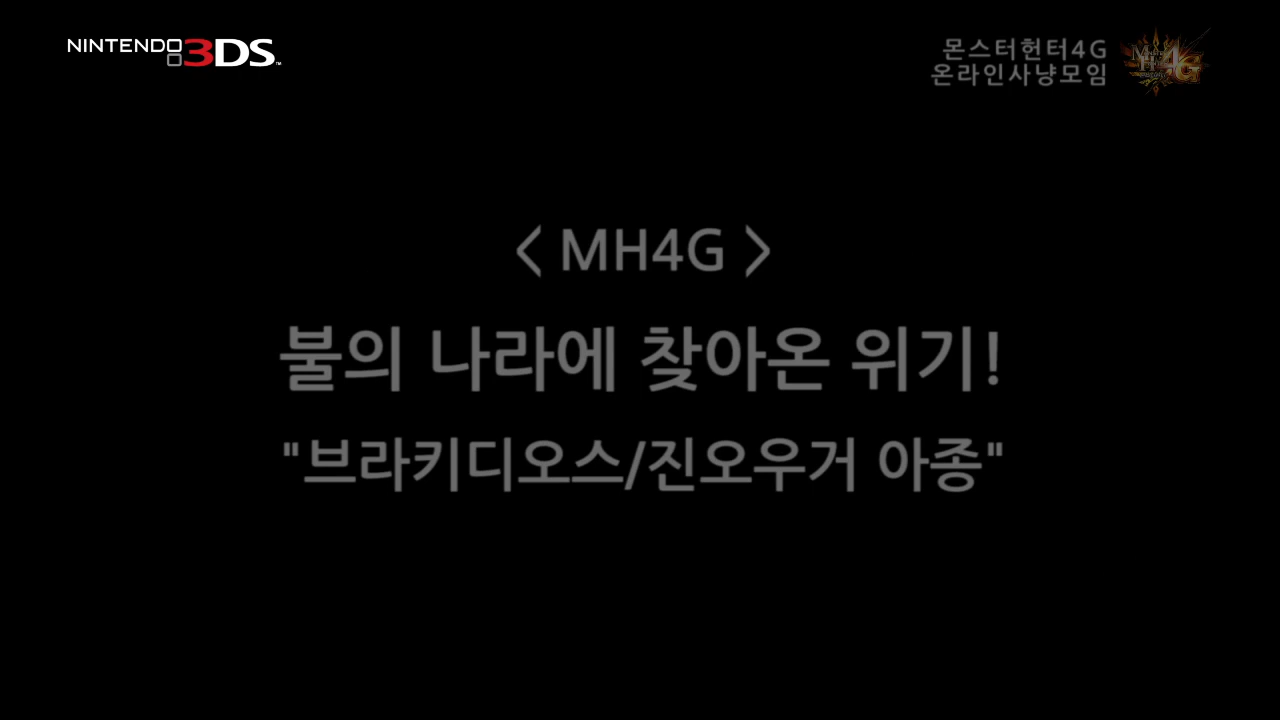 NINTENDO 3DS™
몬스터헌터4G
온라인사냥모임
MH4G
< MH4G >
불의 나라에 찾아온 위기!
"브라키디오스/진오우거 아종"